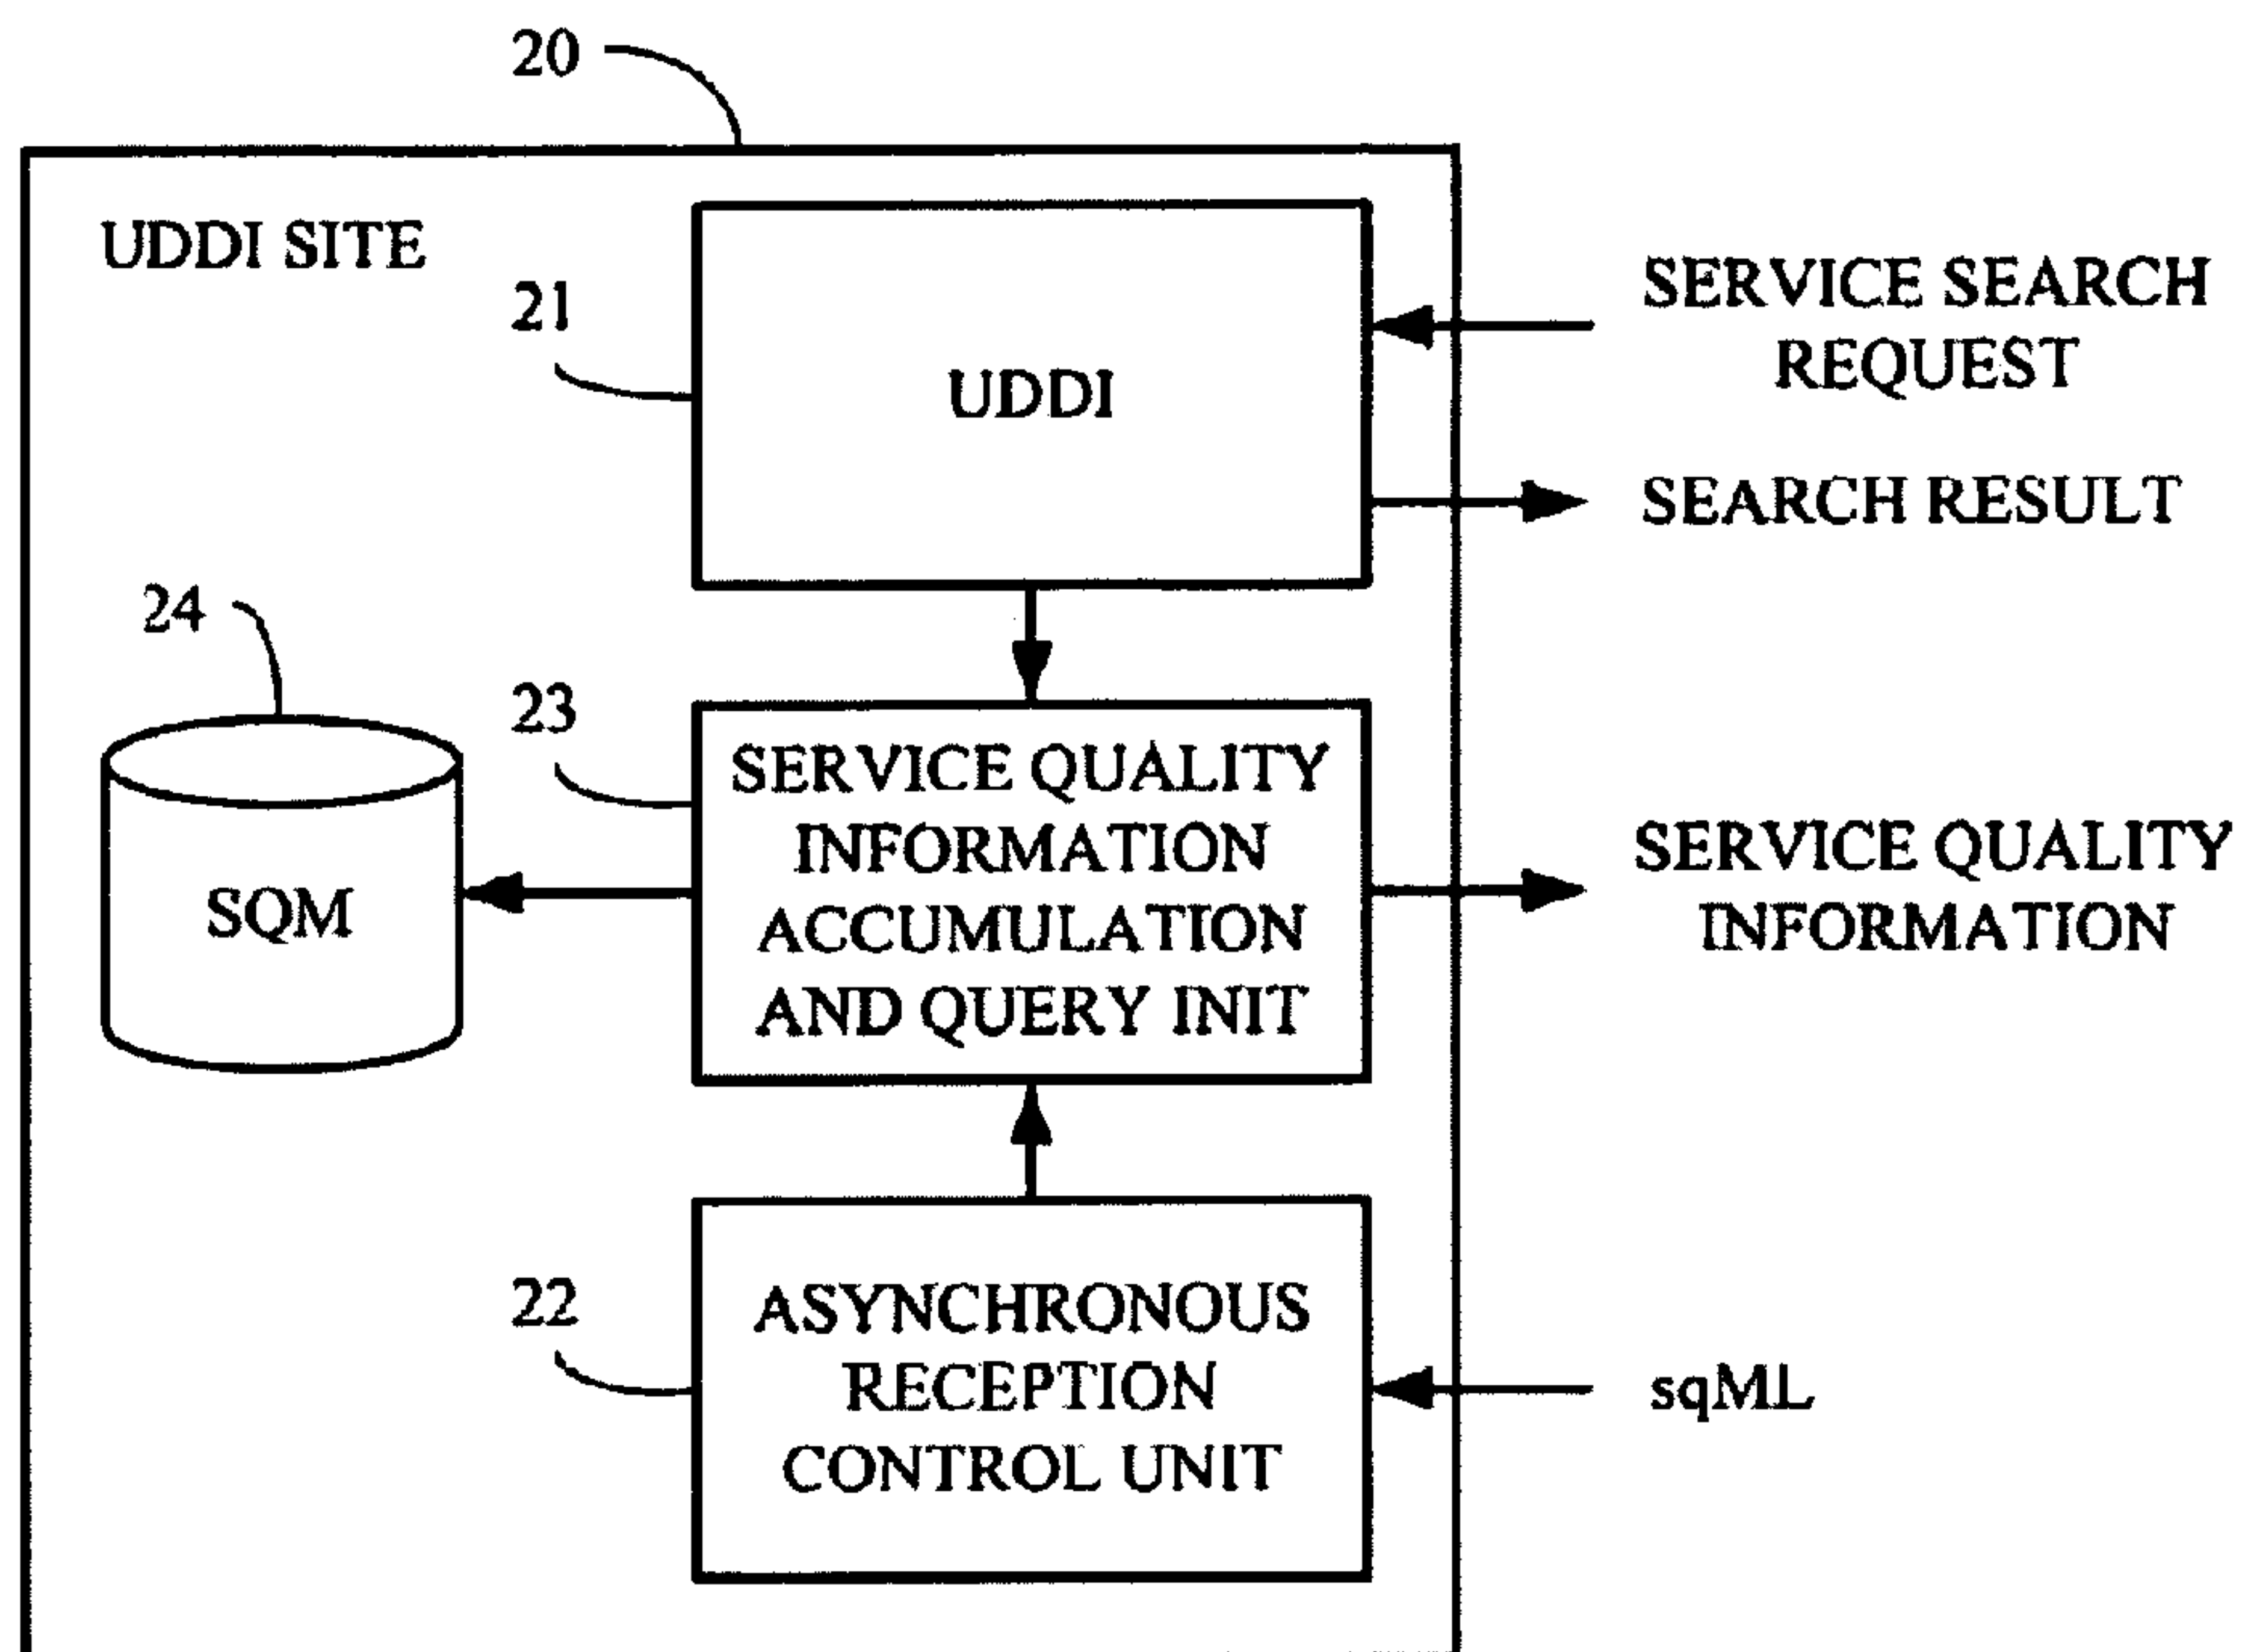 20
UDDI SITE
21
UDDI
SERVICE SEARCH
REQUEST
SEARCH RESULT
24
SQM
23
SERVICE QUALITY
INFORMATION
ACCUMULATION
AND QUERY INIT
SERVICE QUALITY
INFORMATION
22
ASYNCHRONOUS
RECEPTION
CONTROL UNIT
sqML